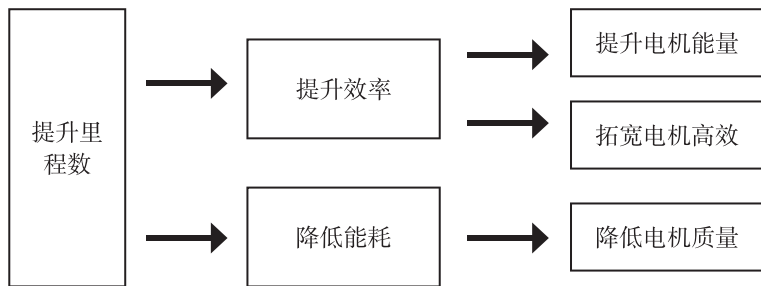 提升里
程数
提升效率
降低能耗
提升电机能量
拓宽电机高效
降低电机质量